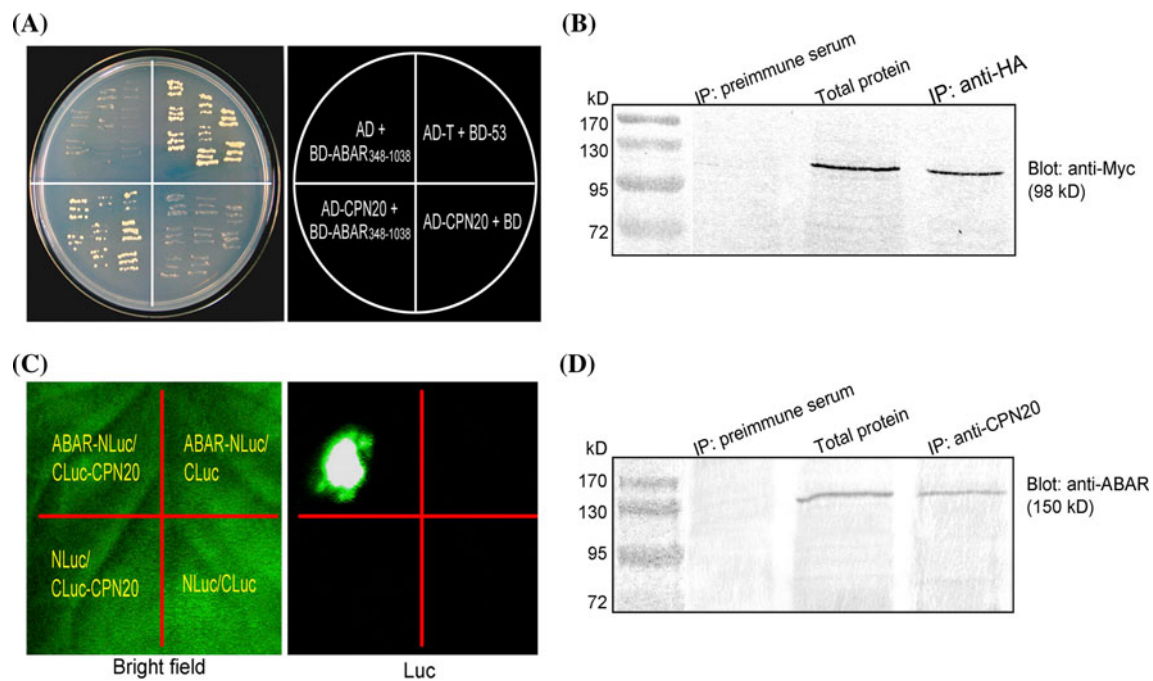 (A)
AD +
BD-ABAR348-1038
AD-T + BD-53
AD-CPN20 +
BD-ABAR348-1038
AD-CPN20 + BD
(B)
IP: preimmune serum
Total protein
IP: anti-HA
kD
170
130
95
72
Blot: anti-Myc
(98 kD)
(C)
ABAR-NLuc/
CLuc-CPN20
ABAR-NLuc/
CLuc
NLuc/
CLuc-CPN20
NLuc/CLuc
Bright field
Luc
(D)
IP: preimmune serum
Total protein
IP: anti-CPN20
kD
170
130
95
72
Blot: anti-ABAR
(150 kD)